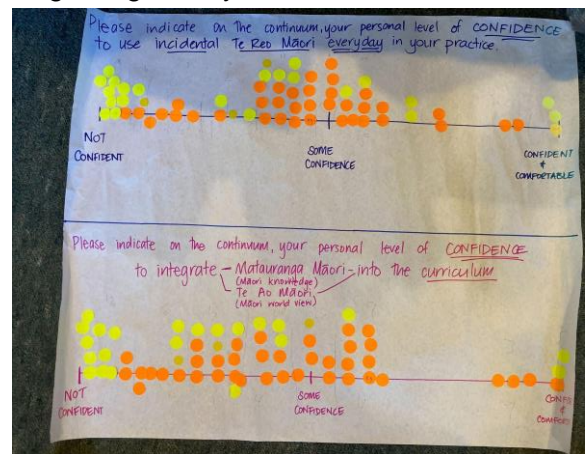 Please indicate on the continuum, your personal level of CONFIDENCE
to use incidental Te Reo Māori everyday in your practice.
NOT
CONFIDENT
SOME
CONFIDENCE
CONFIDENT
+
COMFORTABLE
Please indicate on the continuum, your personal level of CONFIDENCE
to integrate - Matauranga Māori - into the curriculum
(Māori knowledge)
Te Ao Māori
(Māori world view)
NOT
CONFIDENT
SOME
CONFIDENCE